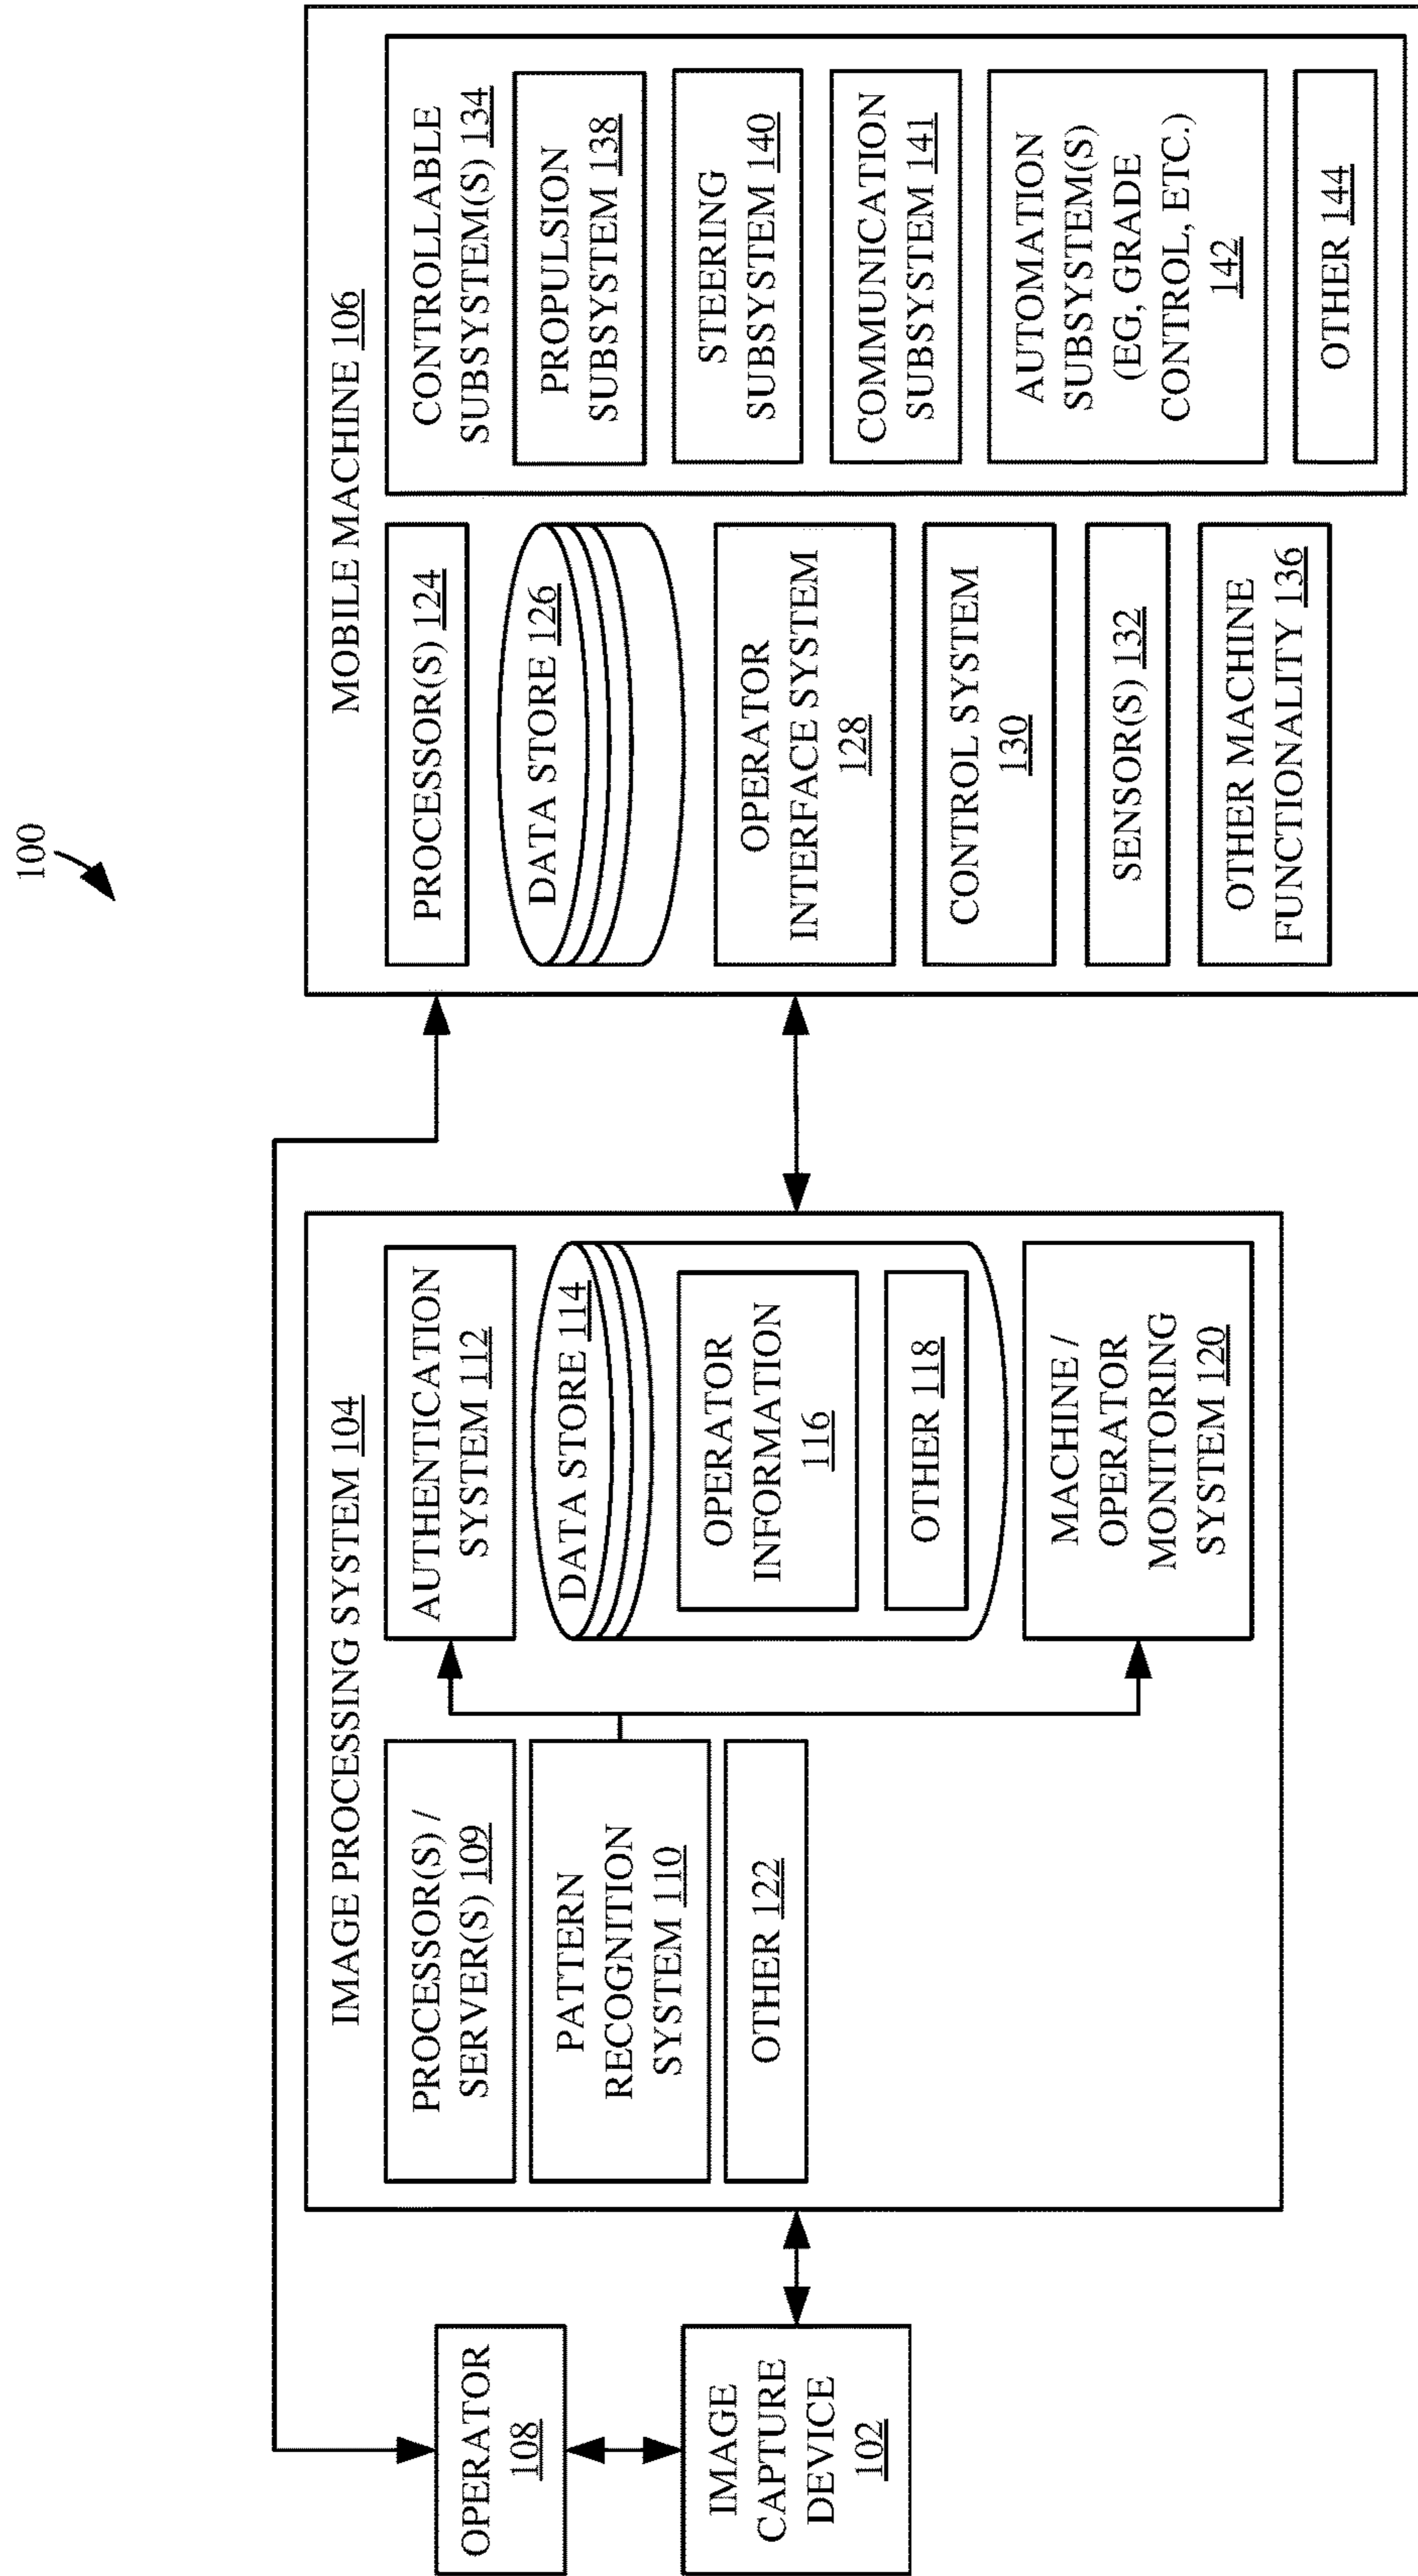 100
OPERATOR
108
IMAGE
CAPTURE
DEVICE
102
IMAGE PROCESSING SYSTEM 104
PROCESSOR(S) /
SERVER(S) 109
PATTERN
RECOGNITION
SYSTEM 110
OTHER 122
AUTHENTICATION
SYSTEM 112
DATA STORE 114
OPERATOR
INFORMATION
116
OTHER 118
MACHINE /
OPERATOR
MONITORING
SYSTEM 120
MOBILE MACHINE 106
PROCESSOR(S) 124
DATA STORE 126
OPERATOR
INTERFACE SYSTEM
128
CONTROL SYSTEM
130
SENSOR(S) 132
OTHER MACHINE
FUNCTIONALITY 136
CONTROLLABLE
SUBSYSTEM(S) 134
PROPULSION
SUBSYSTEM 138
STEERING
SUBSYSTEM 140
COMMUNICATION
SUBSYSTEM 141
AUTOMATION
SUBSYSTEM(S)
(EG, GRADE
CONTROL, ETC.)
142
OTHER 144